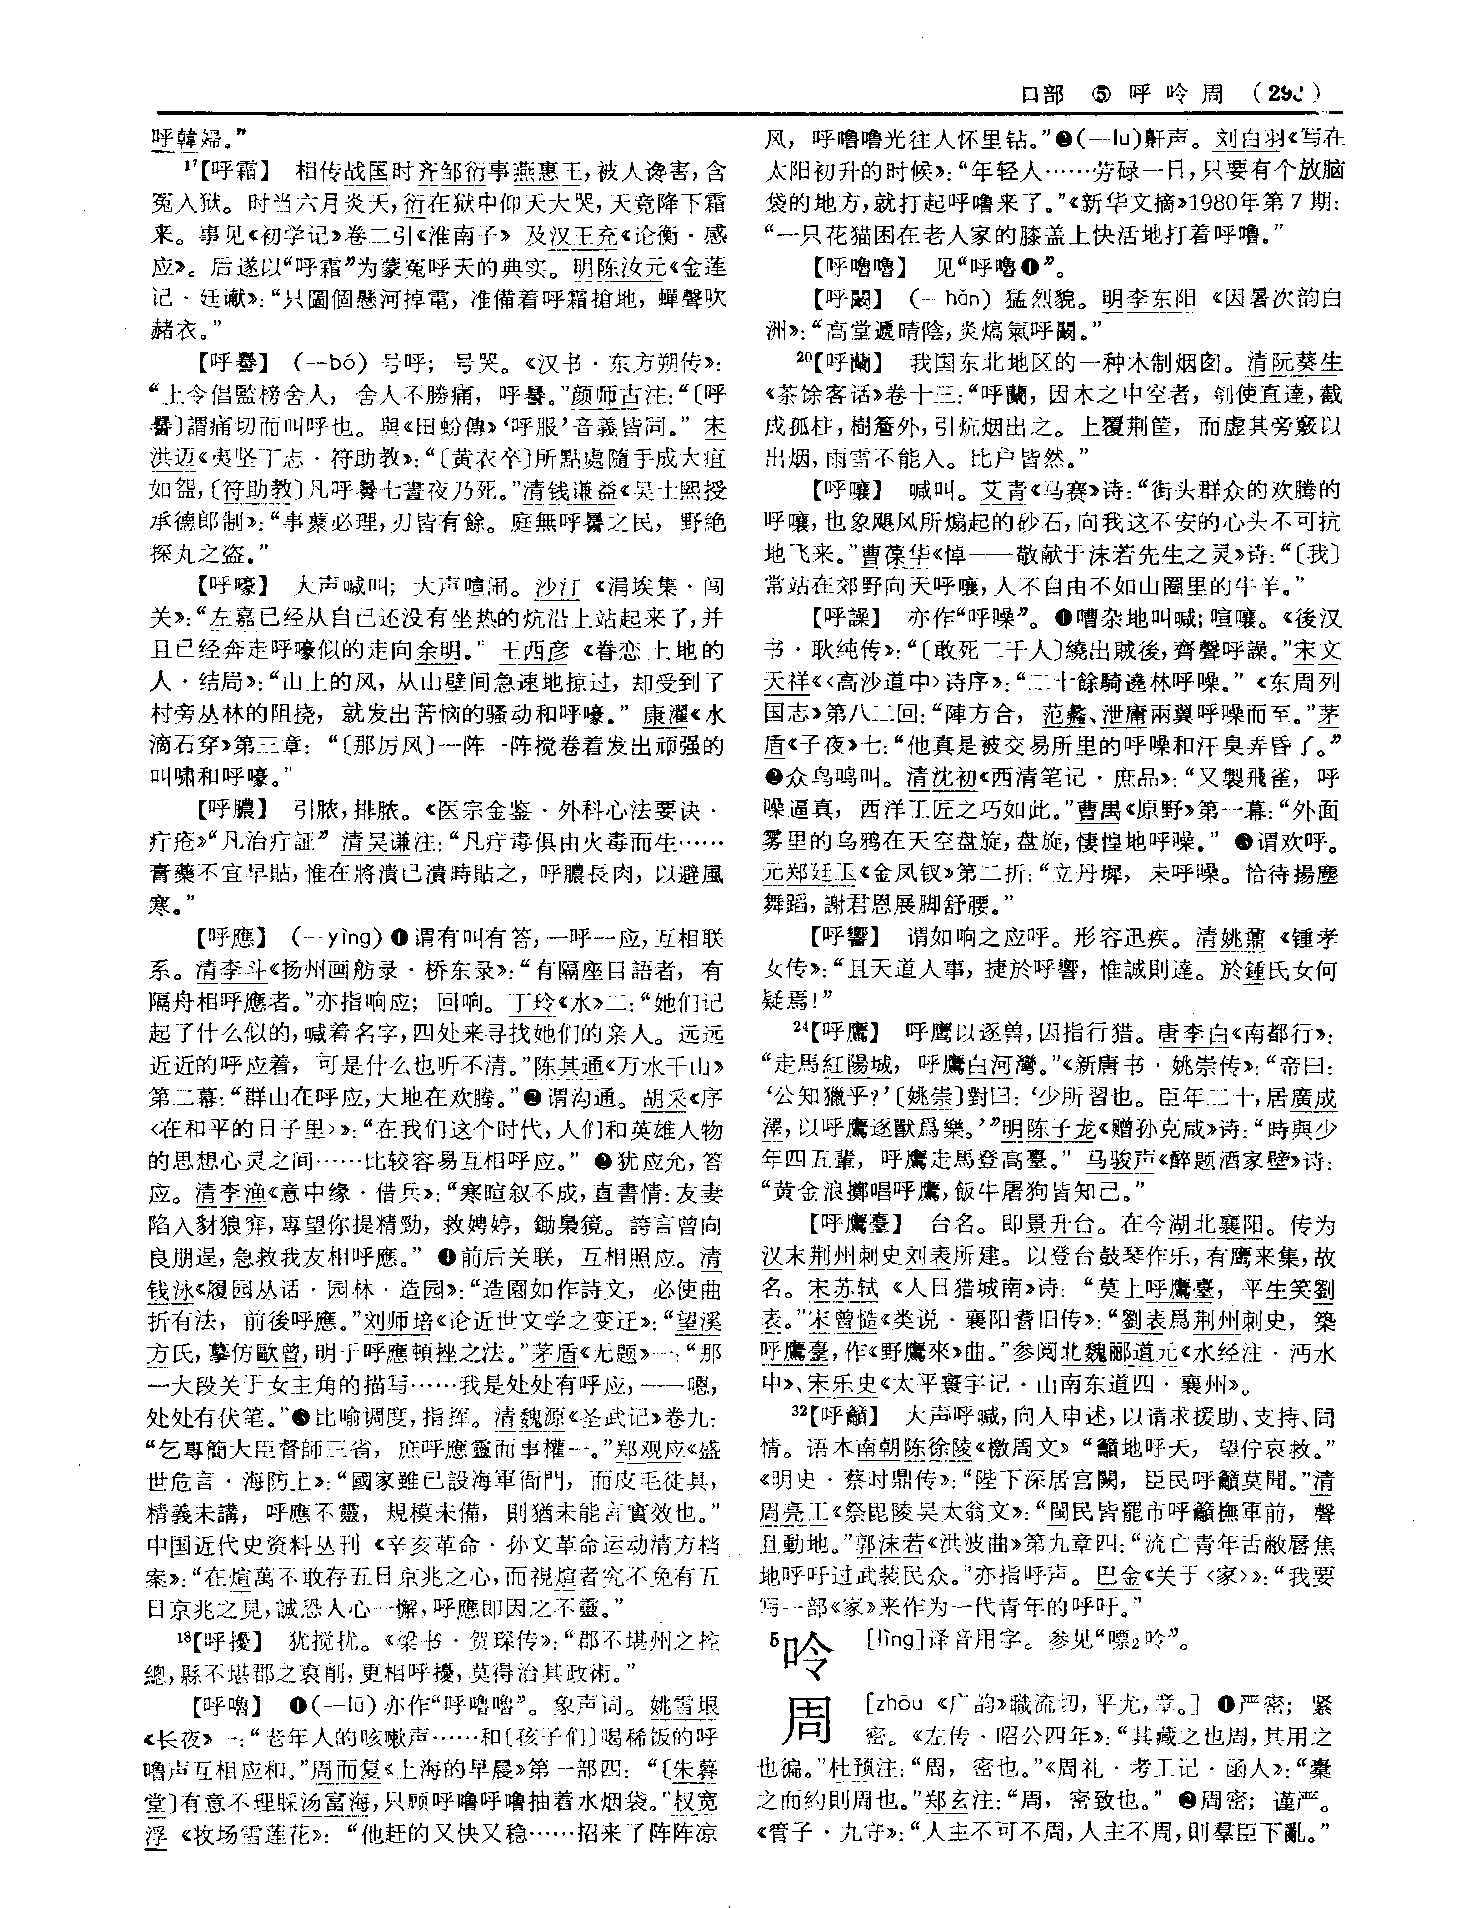 口部 ⑤ 呼 呤 周 （29
呼韓婦。”
17【呼霜】 相传战国时齐邹衍事燕惠王，被人谗害，含
冤入狱。时当六月炎天，衍在狱中仰天大哭，天竟降下霜
来。事见《初学记》卷二引《淮南子》及汉王充《论衡·感
应》。后遂以“呼霜”为蒙冤呼天的典实。明陈汝元《金莲
记·廷谳》：“只圖個懸河掉電，准備着呼霜搶地，蟬聲吹
赭衣。”
【呼謈】 （—bó）号呼；号哭。《汉书·东方朔传》：
“上令倡監榜舍人，舍人不勝痛，呼謈。”颜师古注：“〔呼
謈〕謂痛切而叫呼也。與《田蚡傳》‘呼服’音義皆同。”宋
洪迈《夷坚丁志·符助教》：“〔黄衣卒〕所點處隨手成大疽
如盌，〔符助教〕凡呼謈七晝夜乃死。”清钱谦益《吴士熙授
承德郎制》：“事蘽必理，刃皆有餘。庭無呼謈之民，野絶
探丸之盗。”
【呼嚎】 大声喊叫；大声喧闹。沙汀《涓埃集·闯
关》：“左嘉已经从自己还没有坐热的炕沿上站起来了，并
且已经奔走呼嚎似的走向余明。”王西彦《眷恋土地的
人·结局》：“山上的风，从山壁间急速地掠过，却受到了
村旁丛林的阻挠，就发出苦恼的骚动和呼嚎。”康濯《水
滴石穿》第三章：“〔那厉风〕一阵一阵搅卷着发出顽强的
叫啸和呼嚎。”
【呼膿】 引脓，排脓。《医宗金鉴·外科心法要诀·
疔疮》“凡治疔証”清吴谦注：“凡疔毒俱由火毒而生……
膏藥不宜早貼，惟在將潰已潰時貼之，呼膿長肉，以避風
寒。”
【呼應】 （—yìng）❶谓有叫有答，一呼一应，互相联
系。清李斗《扬州画舫录·桥东录》：“有隔座目語者，有
隔舟相呼應者。”亦指响应；回响。丁玲《水》二：“她们记
起了什么似的，喊着名字，四处来寻找她们的亲人。远远
近近的呼应着，可是什么也听不清。”陈其通《万水千山》
第二幕：“群山在呼应，大地在欢腾。”❷谓沟通。胡采《序
〈在和平的日子里〉》：“在我们这个时代，人们和英雄人物
的思想心灵之间……比较容易互相呼应。”❸犹应允，答
应。清李渔《意中缘·借兵》：“寒暄叙不成，直書情：友妻
陷入豺狼穽，專望你提精勁，救娉婷，鋤梟獍。誇言曾向
良朋逞，急救我友相呼應。”❹前后关联，互相照应。清
钱泳《履园丛话·园林·造园》：“造園如作詩文，必使曲
折有法，前後呼應。”刘师培《论近世文学之变迁》：“望溪
方氏，摹仿歐曾，明于呼應頓挫之法。”茅盾《无题》一：“那
一大段关于女主角的描写……我是处处有呼应，——嗯，
处处有伏笔。”❺比喻调度，指挥。清魏源《圣武记》卷九：
“乞專簡大臣督師三省，庶呼應靈而事權一。”郑观应《盛
世危言·海防上》：“國家雖已設海軍衙門，而皮毛徒具，
精義未講，呼應不靈，規模未備，則猶未能言實效也。”
中国近代史资料丛刊《辛亥革命·孙文革命运动清方档
案》：“在煊萬不敢存五日京兆之心，而視煊者究不免有五
日京兆之見，誠恐人心一懈，呼應即因之不靈。”
18【呼擾】 犹搅扰。《梁书·贺琛传》：“郡不堪州之控
總，縣不堪郡之裒削，更相呼擾，莫得治其政術。”
【呼嚕】 ❶（—lū）亦作“呼嚕嚕”。象声词。姚雪垠
《长夜》一：“老年人的咳嗽声……和〔孩子们〕喝稀饭的呼
噜声互相应和。”周而复《上海的早晨》第一部四：“〔朱暮
堂〕有意不理睬汤富海，只顾呼噜呼噜抽着水烟袋。”权宽
浮《牧场雪莲花》：“他赶的又快又稳……招来了阵阵凉
风，呼噜噜光往人怀里钻。”❷（—lu）鼾声。刘白羽《写在
太阳初升的时候》：“年轻人……劳碌一日，只要有个放脑
袋的地方，就打起呼噜来了。”《新华文摘》1980年第7期：
“一只花猫困在老人家的膝盖上快活地打着呼噜。”
【呼嚕嚕】 见“呼嚕❶”。
【呼闞】 （—hǎn）猛烈貌。明李东阳《因暑次韵白
洲》：“高堂遞晴陰，炎熇氣呼闞。”
20【呼蘭】 我国东北地区的一种木制烟囱。清阮葵生
《茶馀客话》卷十三：“呼蘭，因木之中空者，刳使直達，截
成孤柱，樹簷外，引炕烟出之。上覆荆筐，而虚其旁竅以
出烟，雨雪不能入。比户皆然。”
【呼嚷】 喊叫。艾青《马赛》诗：“街头群众的欢腾的
呼嚷，也象飓风所煽起的砂石，向我这不安的心头不可抗
地飞来。”曹葆华《悼——敬献于沫若先生之灵》诗：“〔我〕
常站在郊野向天呼嚷，人不自由不如山圈里的牛羊。”
【呼譟】 亦作“呼噪”。❶嘈杂地叫喊；喧嚷。《後汉
书·耿纯传》：“〔敢死二千人〕繞出賊後，齊聲呼譟。”宋文
天祥《〈高沙道中〉诗序》：“二十餘騎遶林呼噪。”《东周列
国志》第八二回：“陣方合，范蠡、泄庸兩翼呼噪而至。”茅
盾《子夜》七：“他真是被交易所里的呼噪和汗臭弄昏了。”
❷众鸟鸣叫。清沈初《西清笔记·庶品》：“又製飛雀，呼
噪逼真，西洋工匠之巧如此。”曹禺《原野》第一幕：“外面
雾里的乌鸦在天空盘旋，盘旋，悽惶地呼噪。”❸谓欢呼。
元郑廷玉《金凤钗》第二折：“立丹墀，未呼噪。恰待揚塵
舞蹈，謝君恩展脚舒腰。”
【呼響】 谓如响之应呼。形容迅疾。清姚鼐《锺孝
女传》：“且天道人事，捷於呼響，惟誠則達。於鍾氏女何
疑焉！”
24【呼鷹】 呼鹰以逐兽，因指行猎。唐李白《南都行》：
“走馬紅陽城，呼鷹白河灣。”《新唐书·姚崇传》：“帝曰：
‘公知獵乎？’〔姚崇〕對曰：‘少所習也。臣年二十，居廣成
澤，以呼鷹逐獸爲樂。’”明陈子龙《赠孙克咸》诗：“時與少
年四五輩，呼鷹走馬登高臺。”马骏声《醉题酒家壁》诗：
“黄金浪擲唱呼鷹，飯牛屠狗皆知己。”
【呼鷹臺】 台名。即景升台。在今湖北襄阳。传为
汉末荆州刺史刘表所建。以登台鼓琴作乐，有鹰来集，故
名。宋苏轼《人日猎城南》诗：“莫上呼鷹臺，平生笑劉
表。”宋曾慥《类说·襄阳耆旧传》：“劉表爲荆州刺史，築
呼鷹臺，作《野鷹來》曲。”参阅北魏郦道元《水经注·沔水
中》、宋乐史《太平寰宇记·山南东道四·襄州》。
32【呼籲】 大声呼喊，向人申述，以请求援助、支持、同
情。语本南朝陈徐陵《檄周文》“籲地呼天，望佇哀救。”
《明史·蔡时鼎传》：“陛下深居宫闕，臣民呼籲莫聞。”清
周亮工《祭毘陵吴太翁文》：“閩民皆罷市呼籲撫軍前，聲
且動地。”郭沫若《洪波曲》第九章四：“流亡青年舌敝唇焦
地呼吁过武装民众。”亦指呼声。巴金《关于〈家〉》：“我要
写一部《家》来作为一代青年的呼吁。”
5呤 ［lìng］译音用字。参见“嘌2呤”。
周 ［zhōu《广韵》職流切，平尤，章。］❶严密；紧
密。《左传·昭公四年》：“其藏之也周，其用之
也徧。”杜预注：“周，密也。”《周礼·考工记·函人》：“櫜
之而約則周也。”郑玄注：“周，密致也。”❷周密；谨严。
《管子·九守》：“人主不可不周，人主不周，則羣臣下亂。”